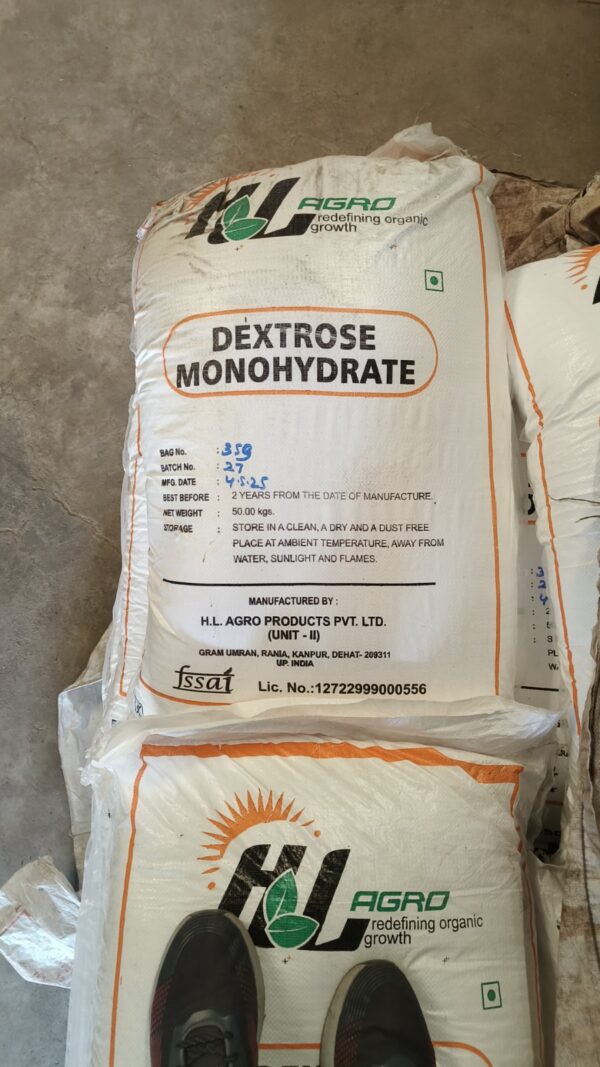 HL AGRO
redefining organic
growth
DEXTROSE
MONOHYDRATE
BAG No. : 359
BATCH No. : 27
MFG. DATE : 4.5.25
BEST BEFORE : 2 YEARS FROM THE DATE OF MANUFACTURE.
NET WEIGHT : 50.00 kgs.
STORAGE : STORE IN A CLEAN, A DRY AND A DUST FREE
PLACE AT AMBIENT TEMPERATURE, AWAY FROM
WATER, SUNLIGHT AND FLAMES.
MANUFACTURED BY :
H.L. AGRO PRODUCTS PVT. LTD.
(UNIT - II)
GRAM UMRAN, RANIA, KANPUR, DEHAT- 209311
UP. INDIA
fssai Lic. No.:12722999000556
HL AGRO
redefining organic
growth